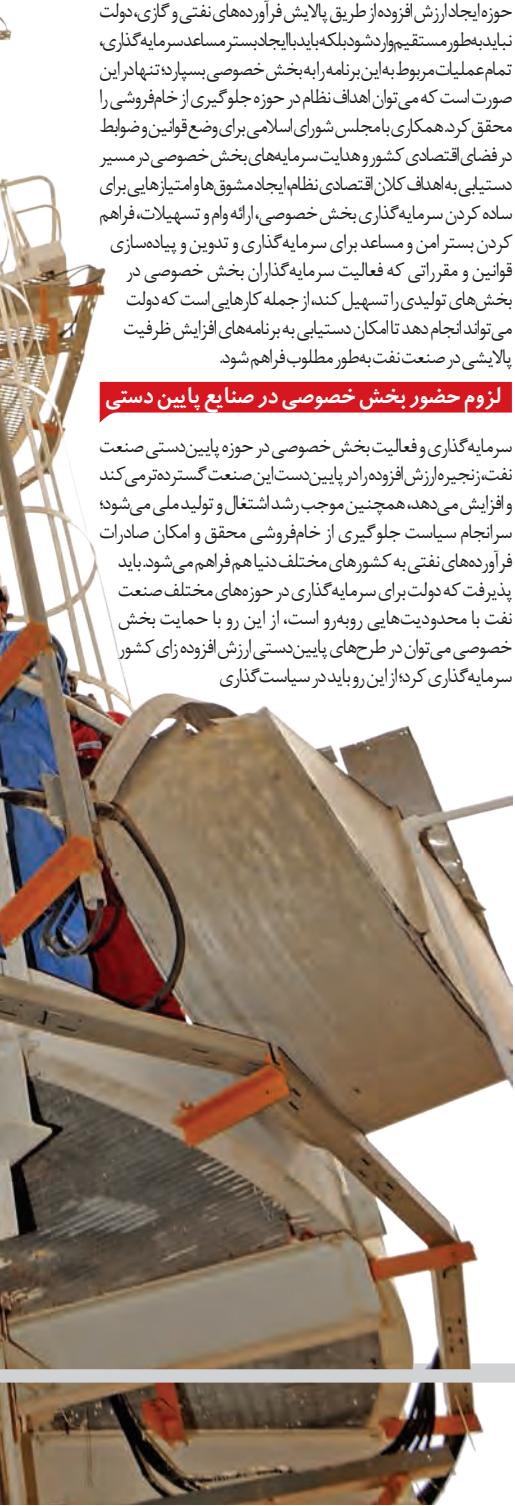 حوزه ایجاد ارزش افزوده از طریق پالایش فرآورده‌های نفتی و گازی، دولت
نباید به‌طور مستقیم وارد شود بلکه باید با ایجاد بستر مساعد سرمایه گذاری،
تمام عملیات مربوط به این برنامه را به بخش خصوصی بسپارد؛ تنها در این
صورت است که می‌توان اهداف نظام در حوزه جلو گیری از خام‌فروشی را
محقق کرد. همکاری با مجلس شورای اسلامی برای وضع قوانین و ضوابط
در فضای اقتصادی کشور و هدایت سرمایه‌های بخش خصوصی در مسیر
دستیابی به اهداف کلان اقتصادی نظام، ایجاد مشوق‌ها و امتیازهایی برای
ساده کردن سرمایه گذاری بخش خصوصی، ارائه وام و تسهیلات، فراهم
کردن بستر امن و مساعد برای سرمایه گذاری و تدوین و پیاده‌سازی
قوانین و مقرراتی که فعالیت سرمایه گذاران بخش خصوصی در
بخش‌های تولیدی را تسهیل کند، از جمله کارهایی است که دولت
می‌تواند انجام دهد تا امکان دستیابی به برنامه‌های افزایش ظرفیت
پالایشی در صنعت نفت به‌طور مطلوب فراهم شود.
لزوم حضور بخش خصوصی در صنایع پایین دستی
سرمایه گذاری و فعالیت بخش خصوصی در حوزه پایین‌دستی صنعت
نفت، زنجیره ارزش افزوده را در پایین‌دست این صنعت گسترده‌تر می کند
و افزایش می‌دهد، همچنین موجب رشد اشتغال و تولید ملی می‌شود؛
سرانجام سیاست جلو گیری از خام‌فروشی محقق و امکان صادرات
فرآورده‌های نفتی به کشورهای مختلف دنیا هم فراهم می‌شود. باید
پذیرفت که دولت برای سرمایه گذاری در حوزه‌های مختلف صنعت
نفت با محدودیت‌هایی روبه‌رو است، از این رو با حمایت بخش
خصوصی می‌توان در طرح‌های پایین‌دستی ارزش افزوده زای کشور
سرمایه گذاری کرد؛ از این رو باید در سیاست گذاری